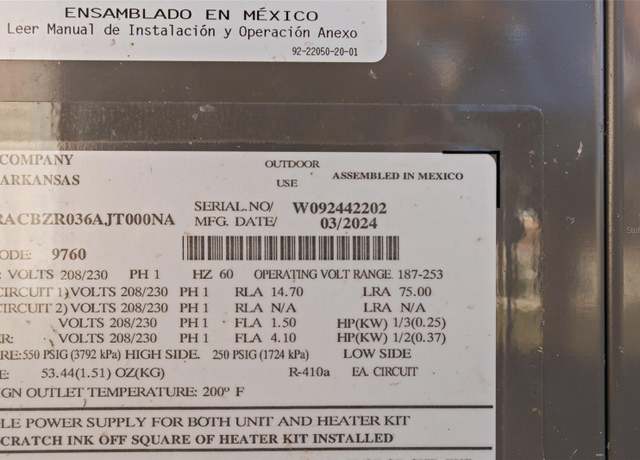 ENSAMBLADO EN MÉXICO
Leer Manual de Instalación y Operación Anexo
92-22050-20-01
COMPANY
ARKANSAS
OUTDOOR
USE
ASSEMBLED IN MEXICO
RACBZR036AJT000NA
SERIAL.NO/ W092442202
MFG. DATE/ 03/2024
ODE: 9760
: VOLTS 208/230 PH 1 HZ 60 OPERATING VOLT RANGE 187-253
CIRCUIT 1) VOLTS 208/230 PH 1 RLA 14.70 LRA 75.00
CIRCUIT 2) VOLTS 208/230 PH 1 RLA N/A LRA N/A
VOLTS 208/230 PH 1 FLA 1.50 HP(KW) 1/3(0.25)
ER: VOLTS 208/230 PH 1 FLA 4.10 HP(KW) 1/2(0.37)
RE: 550 PSIG (3792 kPa) HIGH SIDE 250 PSIG (1724 kPa) LOW SIDE
E: 53.44(1.51) OZ(KG) R-410a EA. CIRCUIT
IGN OUTLET TEMPERATURE: 200° F
LE POWER SUPPLY FOR BOTH UNIT AND HEATER KIT
CRATCH INK OFF SQUARE OF HEATER KIT INSTALLED